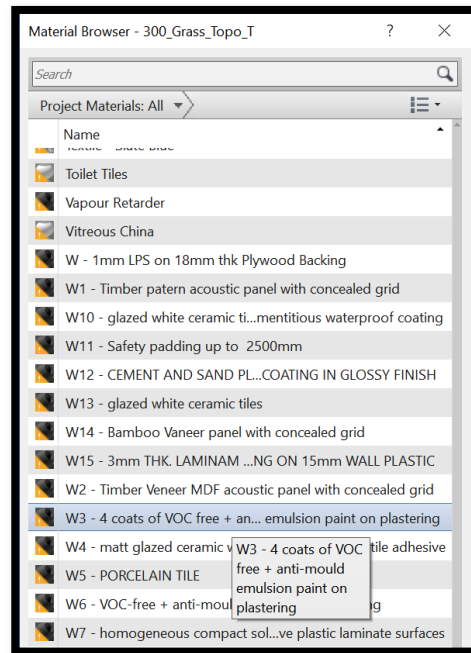 Material Browser - 300_Grass_Topo_T ? ×
Search
Project Materials: All
Name
Textile - Slate Blue
Toilet Tiles
Vapour Retarder
Vitreous China
W - 1mm LPS on 18mm thk Plywood Backing
W1 - Timber patern acoustic panel with concealed grid
W10 - glazed white ceramic ti...mentitious waterproof coating
W11 - Safety padding up to 2500mm
W12 - CEMENT AND SAND PL...COATING IN GLOSSY FINISH
W13 - glazed white ceramic tiles
W14 - Bamboo Vaneer panel with concealed grid
W15 - 3mm THK. LAMINAM ...NG ON 15mm WALL PLASTIC
W2 - Timber Veneer MDF acoustic panel with concealed grid
W3 - 4 coats of VOC free + an... emulsion paint on plastering
W4 - matt glazed ceramic tile adhesive
W5 - PORCELAIN TILE
W6 - VOC-free + anti-moul
W7 - homogeneous compact sol...ve plastic laminate surfaces
W3 - 4 coats of VOC
free + anti-mould
emulsion paint on
plastering